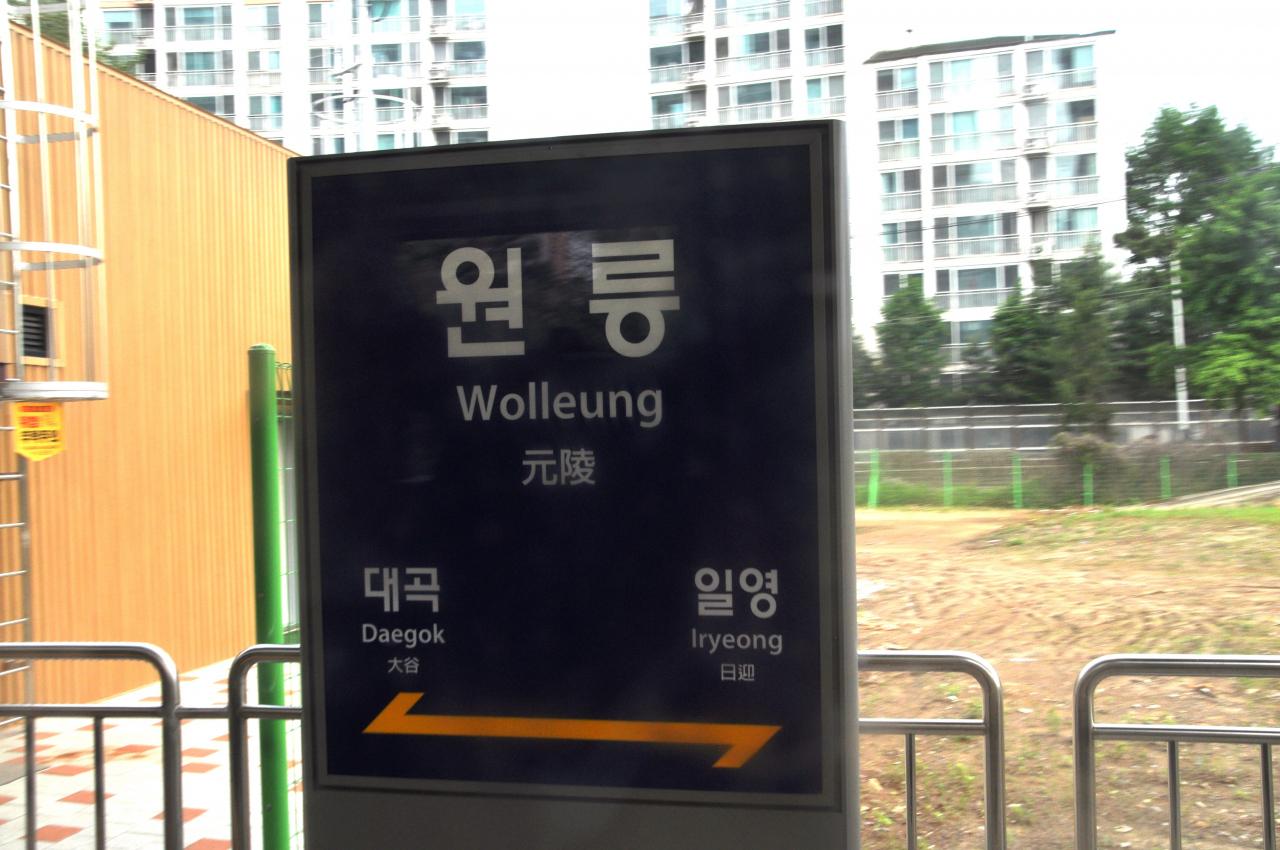 원릉
Wolleung
元陵
대곡
Daegok
大谷
일영
Iryeong
日迎